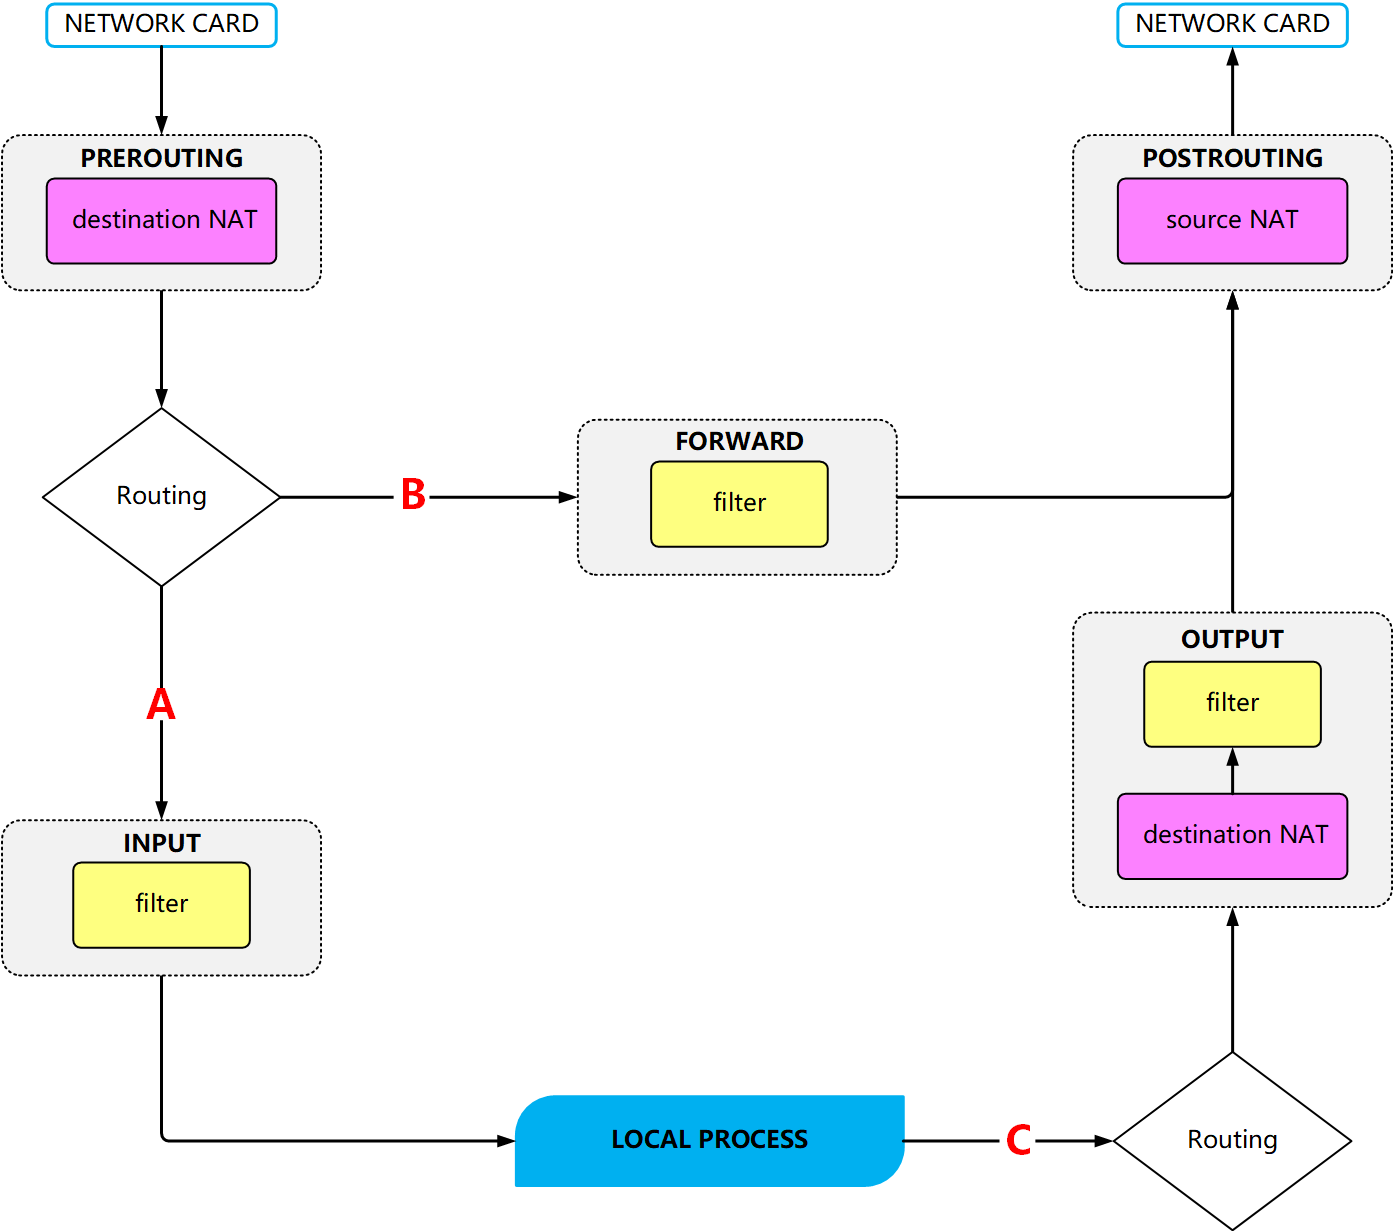 NETWORK CARD
NETWORK CARD
PREROUTING
destination NAT
POSTROUTING
source NAT
Routing
B
FORWARD
filter
A
OUTPUT
filter
destination NAT
INPUT
filter
LOCAL PROCESS
C
Routing